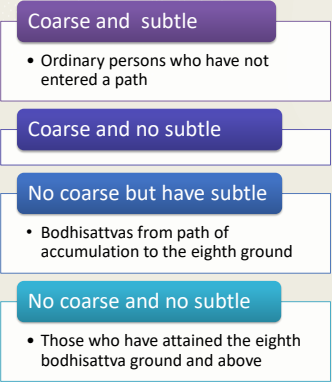 Coarse and  subtle
• Ordinary persons who have not
entered a path
Coarse and no subtle
No coarse but have subtle
• Bodhisattvas from path of
accumulation to the eighth ground
No coarse and no subtle
• Those who have attained the eighth
bodhisattva ground and above